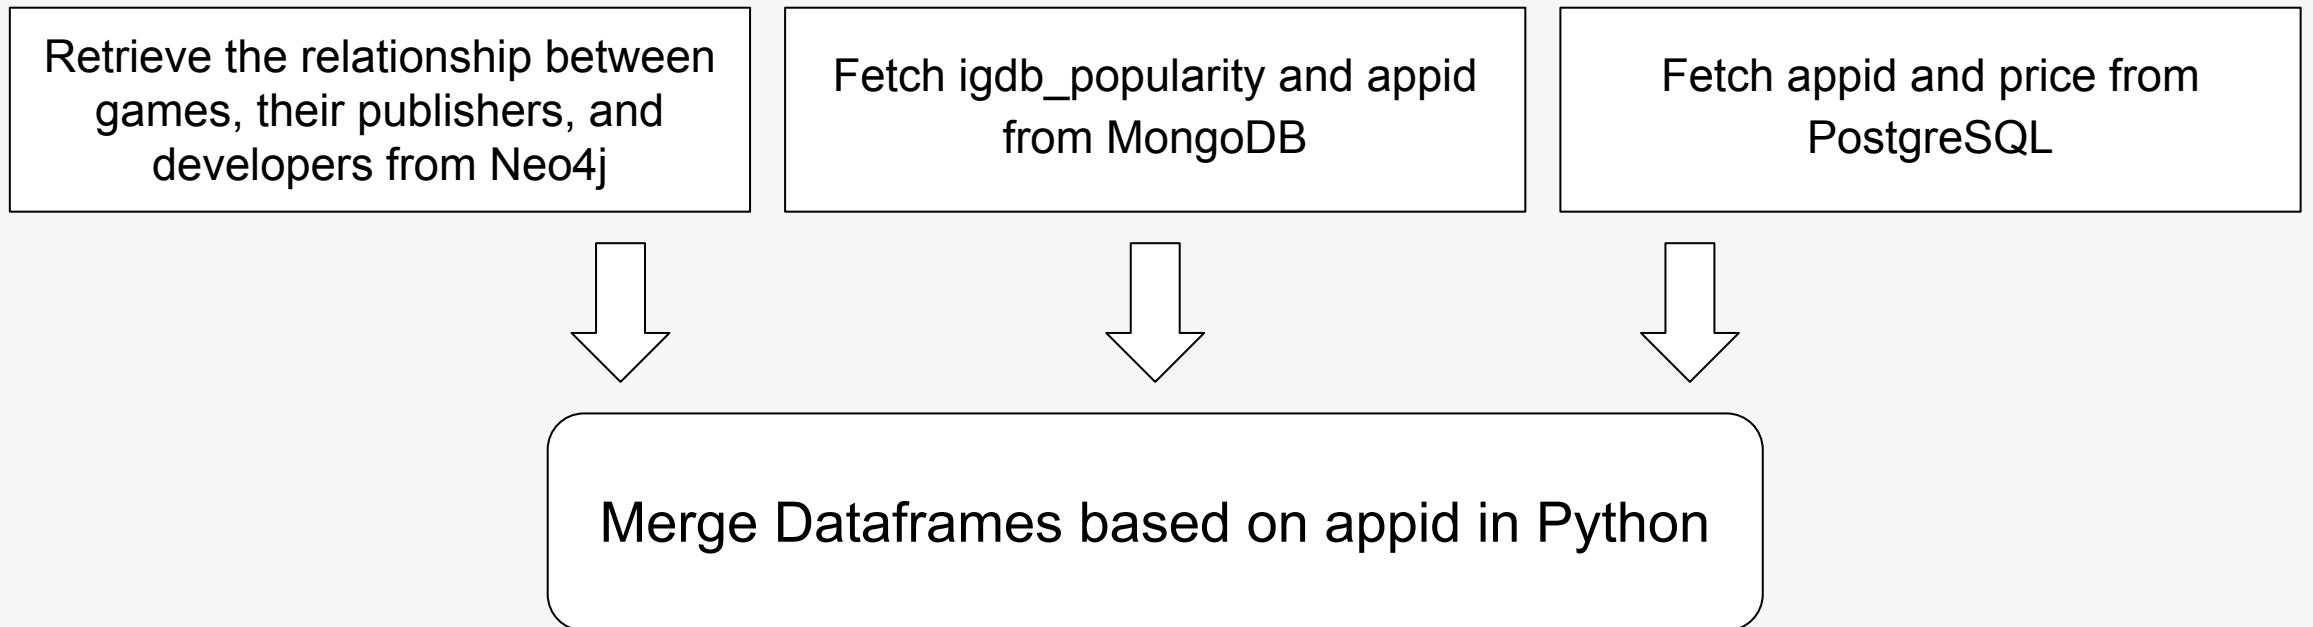 Retrieve the relationship between
games, their publishers, and
developers from Neo4j
Fetch igdb_popularity and appid
from MongoDB
Fetch appid and price from
PostgreSQL
Merge Dataframes based on appid in Python